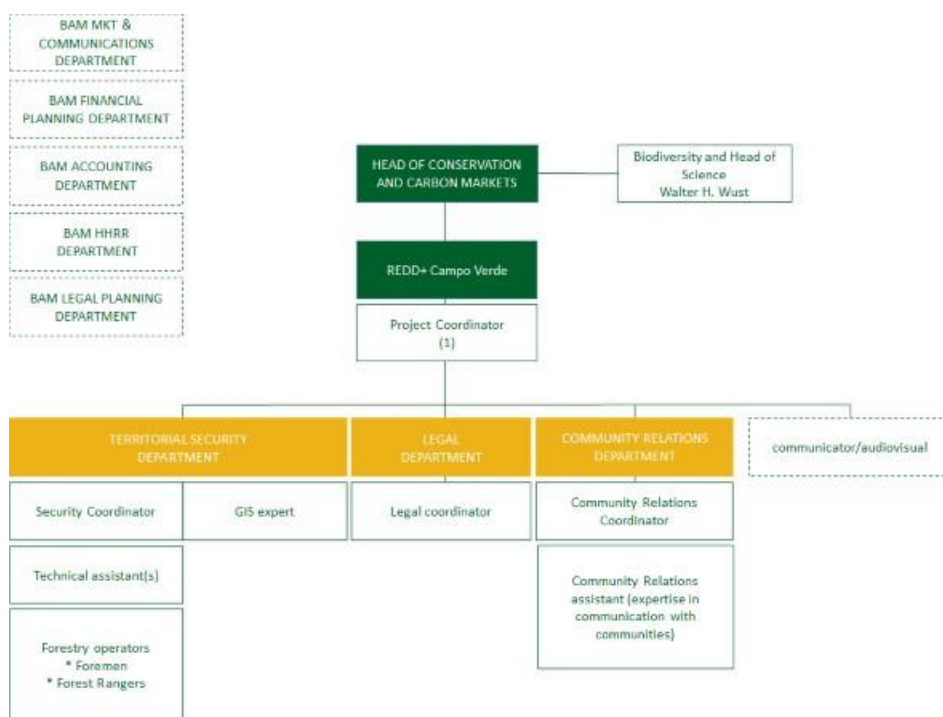 BAM MKT &
COMMUNICATIONS
DEPARTMENT
BAM FINANCIAL
PLANNING DEPARTMENT
BAM ACCOUNTING
DEPARTMENT
BAM HHRR
DEPARTMENT
BAM LEGAL PLANNING
DEPARTMENT
HEAD OF CONSERVATION
AND CARBON MARKETS
Biodiversity and Head of
Science
Walter H. Wust
REDD+ Campo Verde
Project Coordinator
(1)
TERRITORIAL SECURITY
DEPARTMENT
LEGAL
DEPARTMENT
COMMUNITY RELATIONS
DEPARTMENT
communicator/audiovisual
Security Coordinator
GIS expert
Legal coordinator
Community Relations
Coordinator
Technical assistant(s)
Community Relations
assistant (expertise in
communication with
communities)
Forestry operators
* Foremen
* Forest Rangers